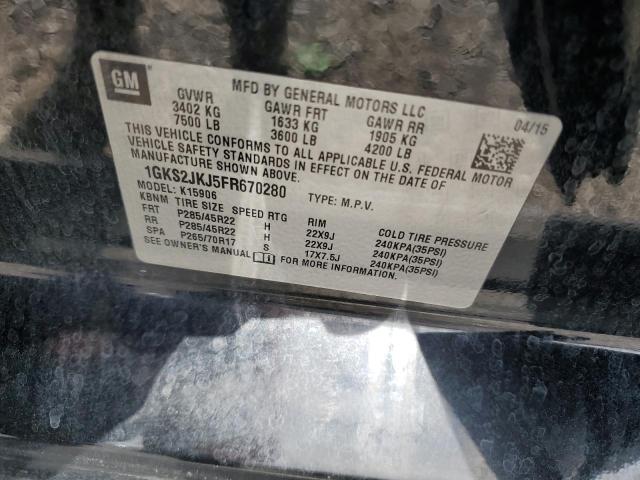 GM
MFD BY GENERAL MOTORS LLC
04/15
GVWR GAWR FRT GAWR RR
3402 KG 1633 KG 1905 KG
7500 LB 3600 LB 4200 LB
THIS VEHICLE CONFORMS TO ALL APPLICABLE U.S. FEDERAL MOTOR
VEHICLE SAFETY STANDARDS IN EFFECT ON THE DATE OF
MANUFACTURE SHOWN ABOVE.
1GKS2JKJ5FR670280 TYPE: M.P.V.
MODEL: K15906
KBNM TIRE SIZE SPEED RTG RIM COLD TIRE PRESSURE
FRT P285/45R22 H 22X9J 240KPA(35PSI)
RR P285/45R22 H 22X9J 240KPA(35PSI)
SPA P265/70R17 S 17X7.5J 240KPA(35PSI)
SEE OWNER'S MANUAL FOR MORE INFORMATION.